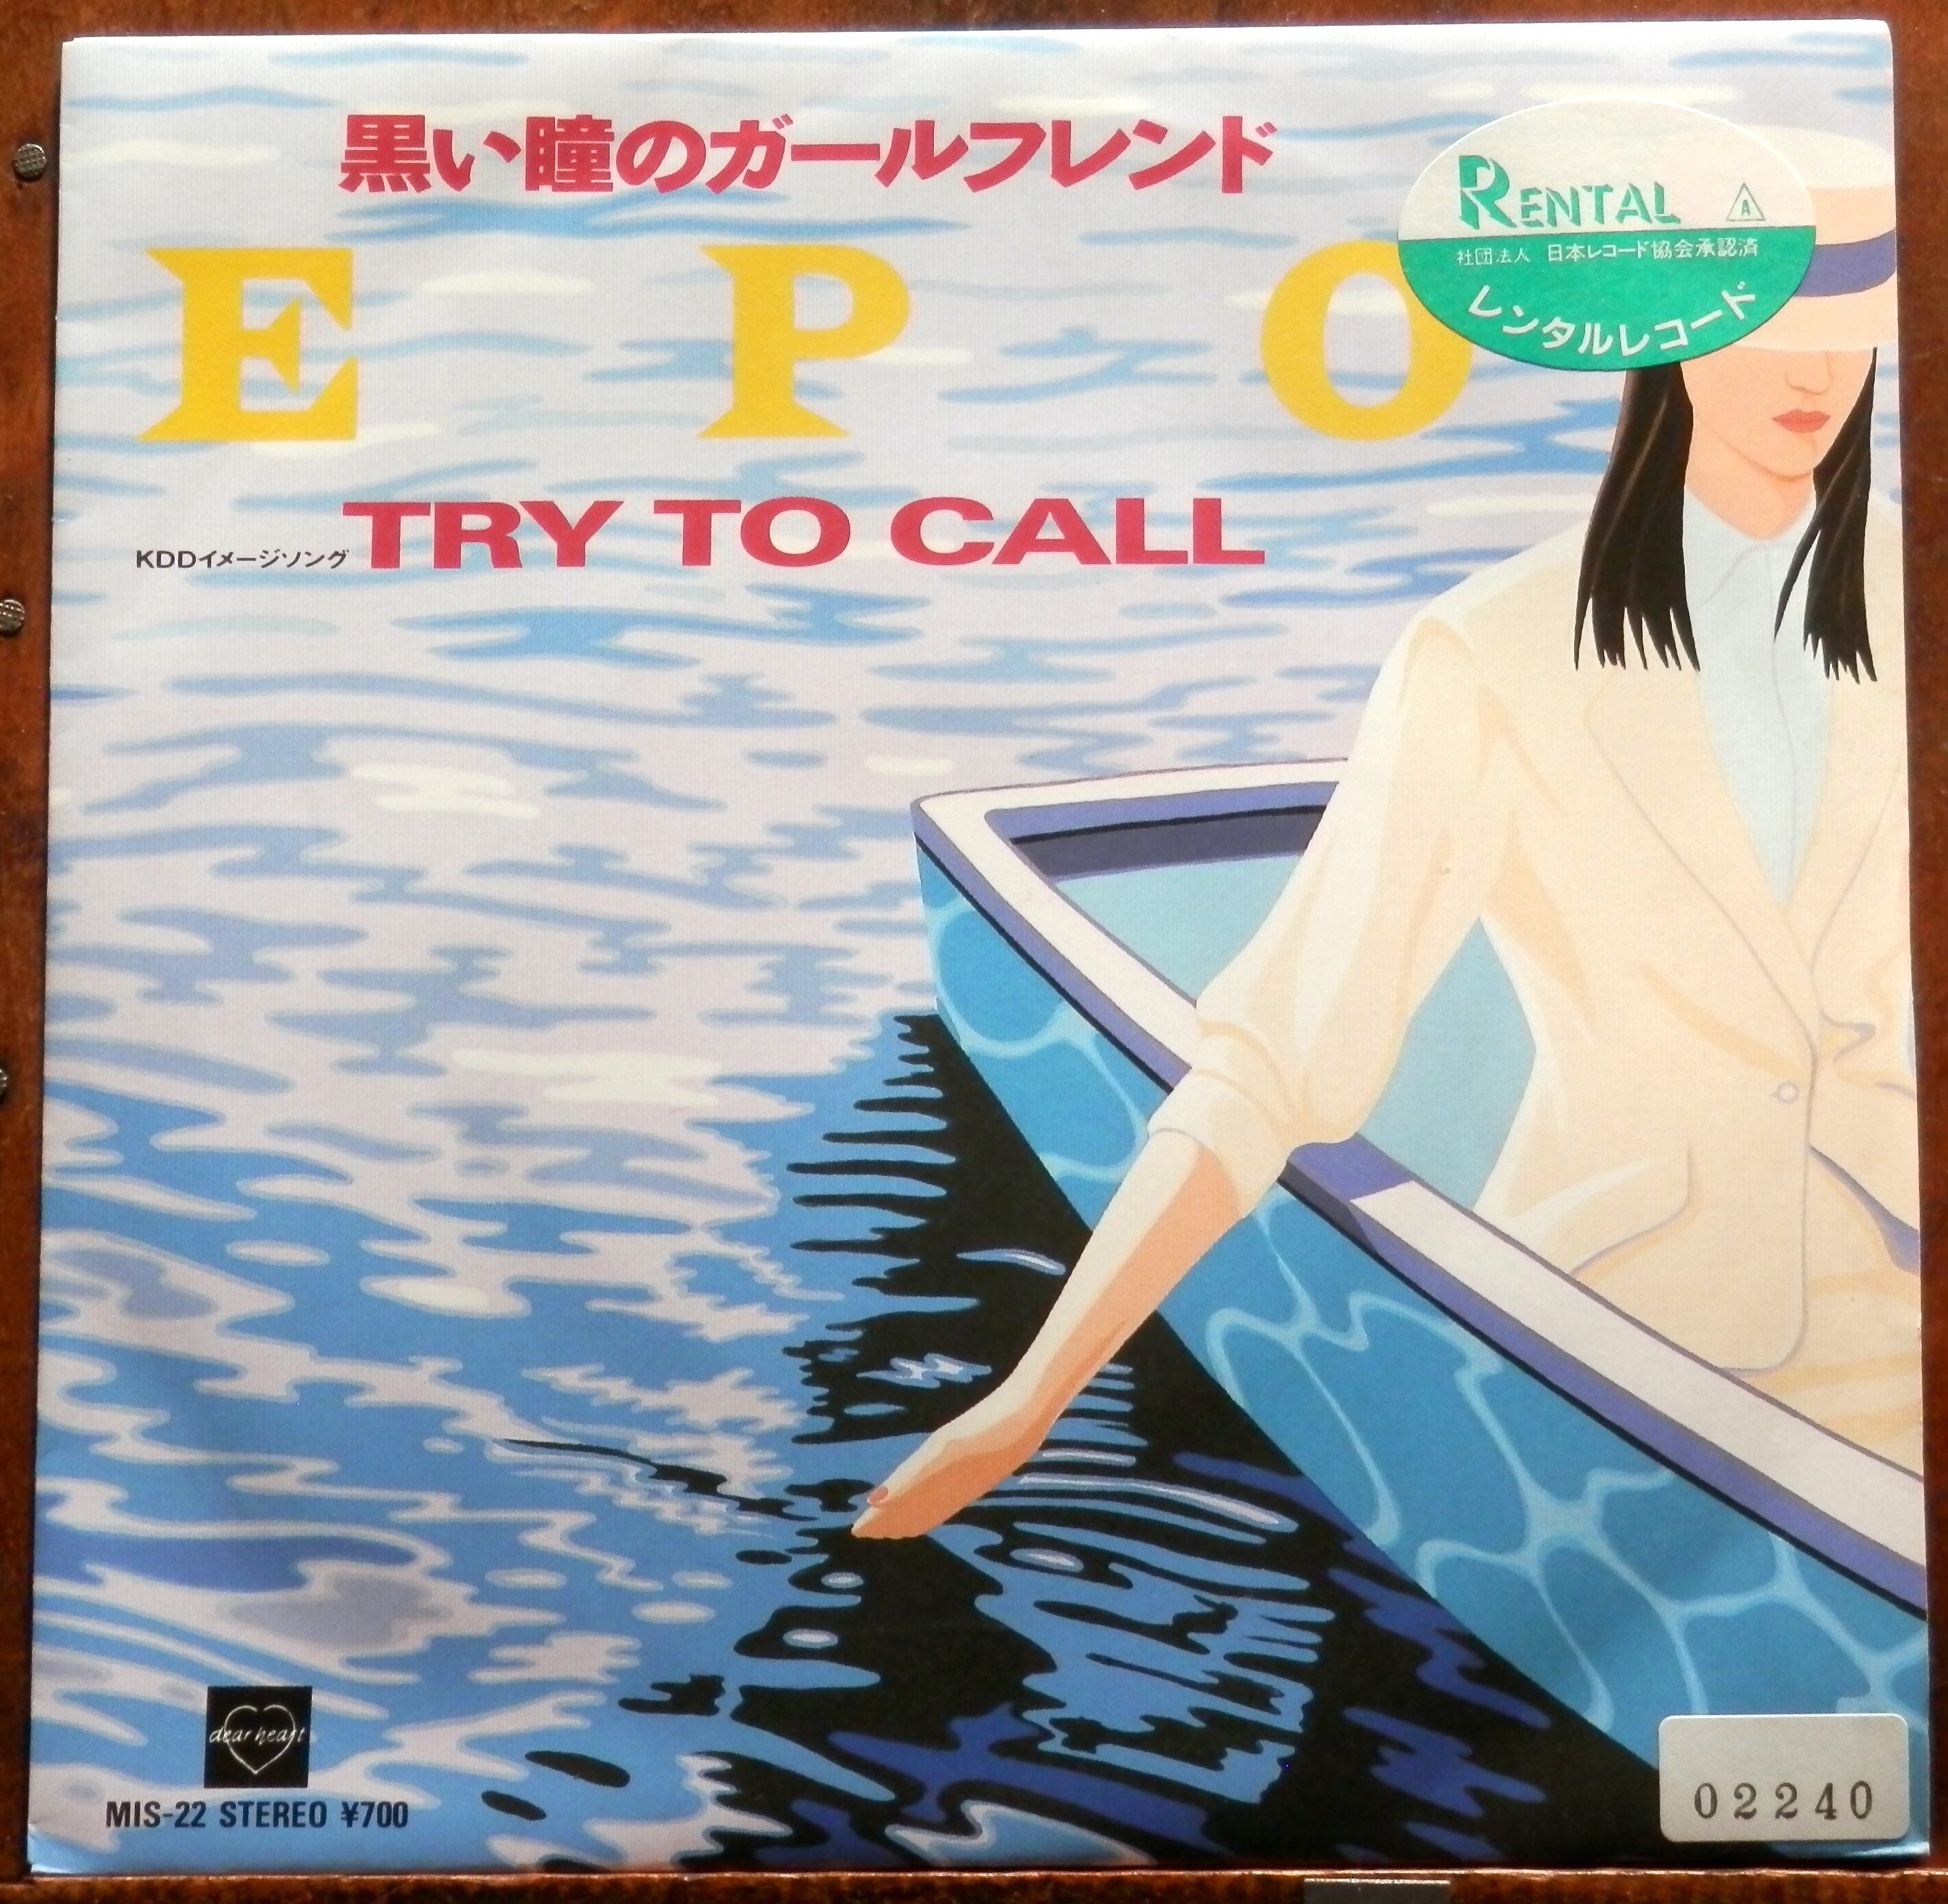 黒い瞳のガールフレンド
EPO
KDDイメージソング TRY TO CALL
RENTAL A
社団法人 日本レコード協会承認済
レンタルレコード
dear heart
MIS-22 STEREO ¥700
02240